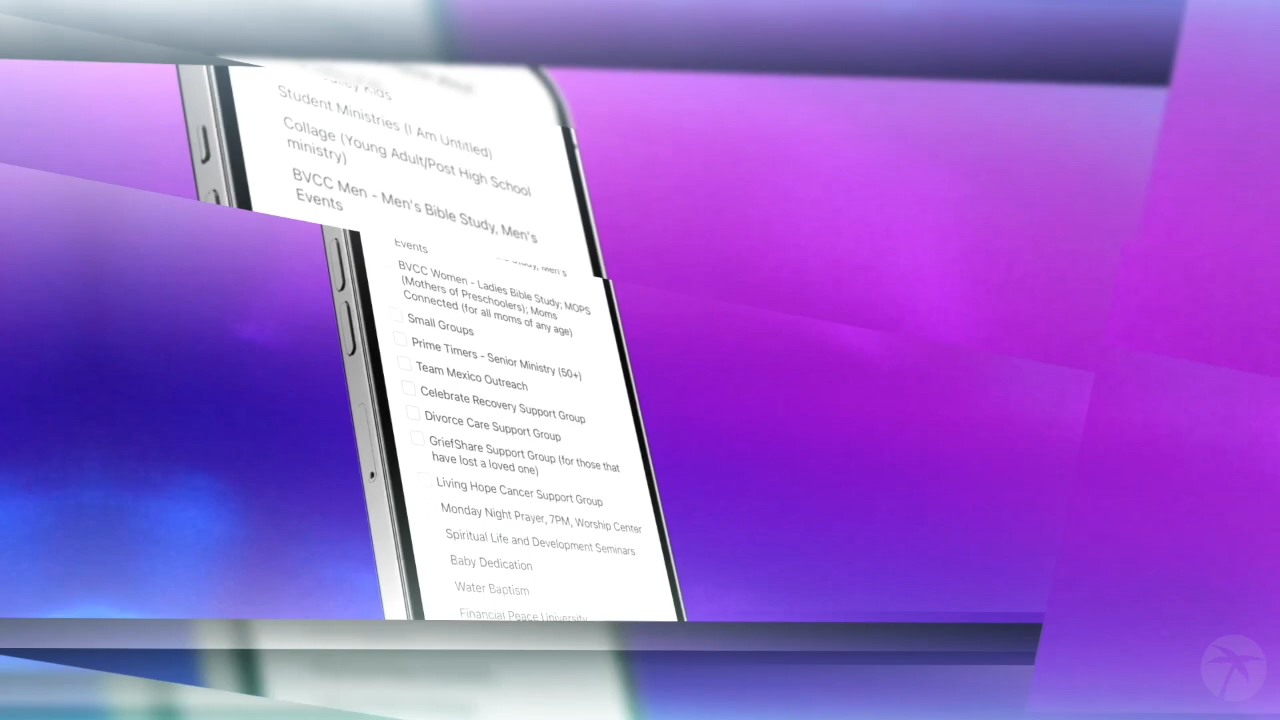 Kids
Student Ministries (I Am Untitled)
Collage (Young Adult/Post High School
ministry)
BVCC Men - Men's Bible Study, Men's
Events
Events
Study, Men's
BVCC Women - Ladies Bible Study; MOPS
(Mothers of Preschoolers); Moms
Connected (for all moms of any age)
Small Groups
Prime Timers - Senior Ministry (50+)
Team Mexico Outreach
Celebrate Recovery Support Group
Divorce Care Support Group
GriefShare Support Group (for those that
have lost a loved one)
Living Hope Cancer Support Group
Monday Night Prayer, 7PM, Worship Center
Spiritual Life and Development Seminars
Baby Dedication
Water Baptism
Financial Peace University